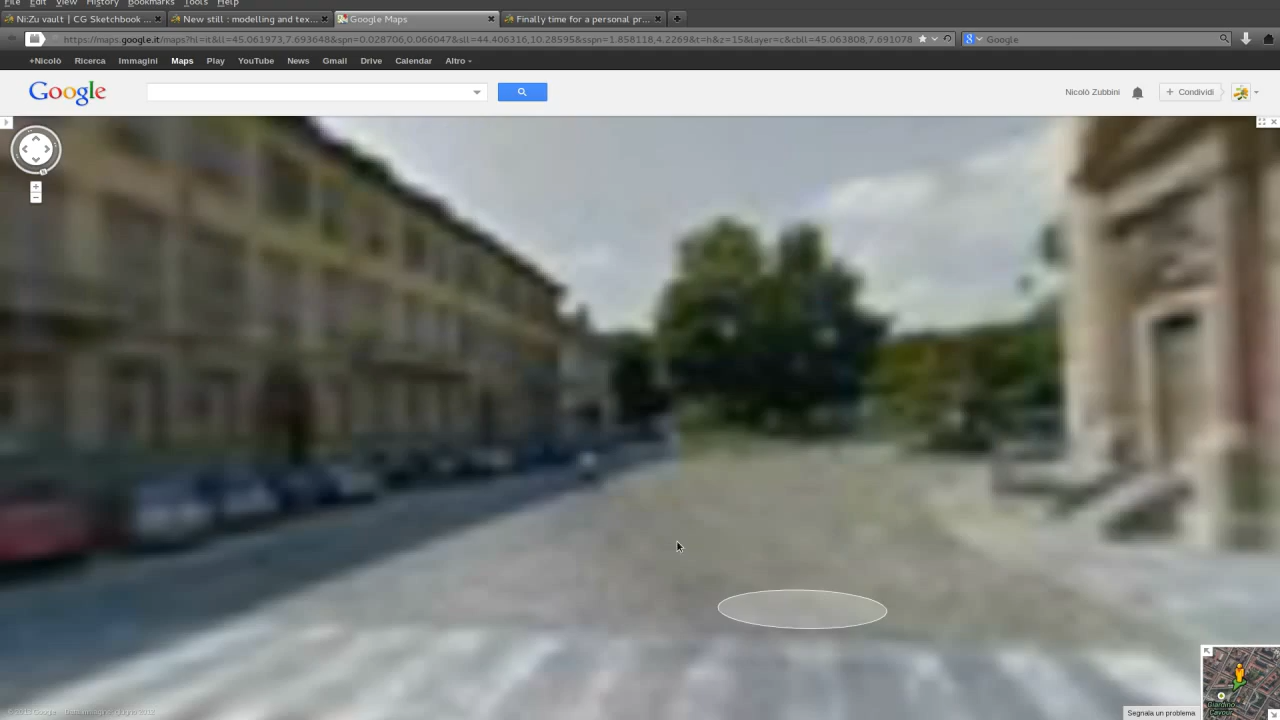 File Edit View History Bookmarks Tools Help
Ni:Zu vault | CG Sketchbook ... New still : modelling and tex... Google Maps Finally time for a personal pr...
https://maps.google.it/maps?hl=it&ll=45.061973,7.693648&spn=0.028706,0.066047&sll=44.406316,10.28595&sspn=1.858118,4.2269&t=h&z=15&layer=c&cbll=45.063808,7.691078 Google
+Nicolò Ricerca Immagini Maps Play YouTube News Gmail Drive Calendar Altro
Google Nicolò Zubbini + Condividi
Giardino
Cavour
Segnala un problema